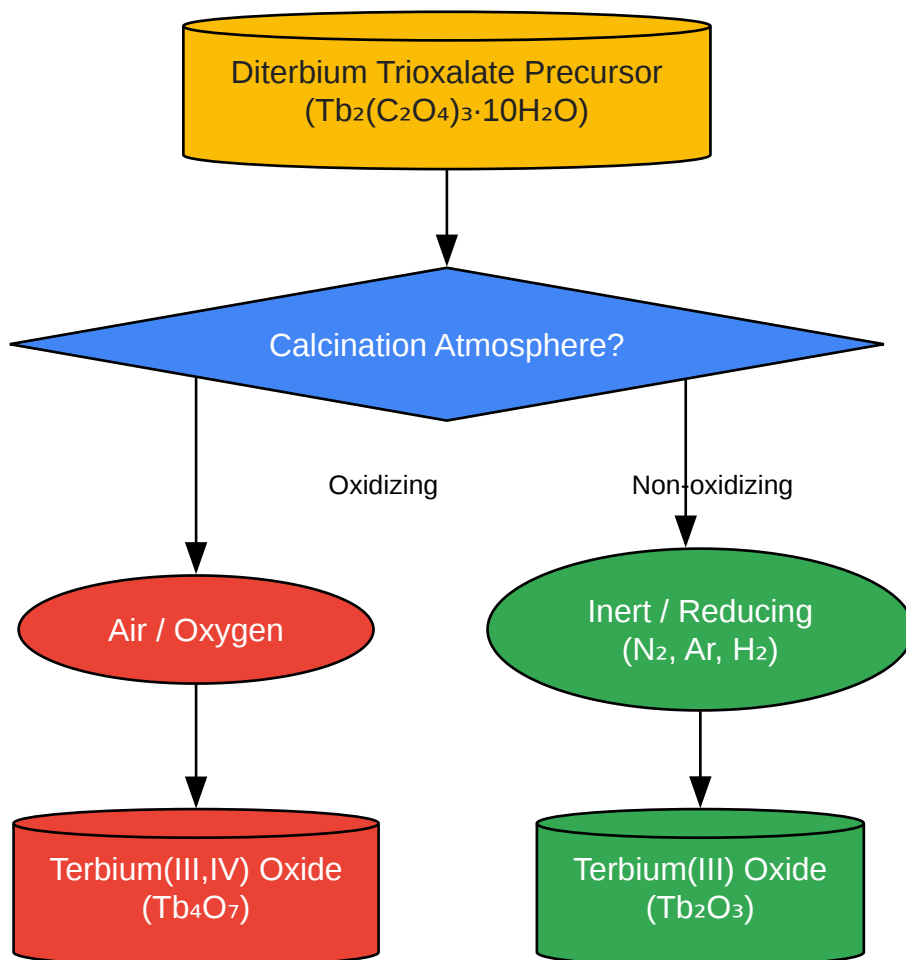 Diterbium Trioxalate Precursor
(Tb₂(C₂O₄)₃·10H₂O)
Calcination Atmosphere?
Oxidizing
Non-oxidizing
Air / Oxygen
Inert / Reducing
(N₂, Ar, H₂)
Terbium(III,IV) Oxide
(Tb₄O₇)
Terbium(III) Oxide
(Tb₂O₃)